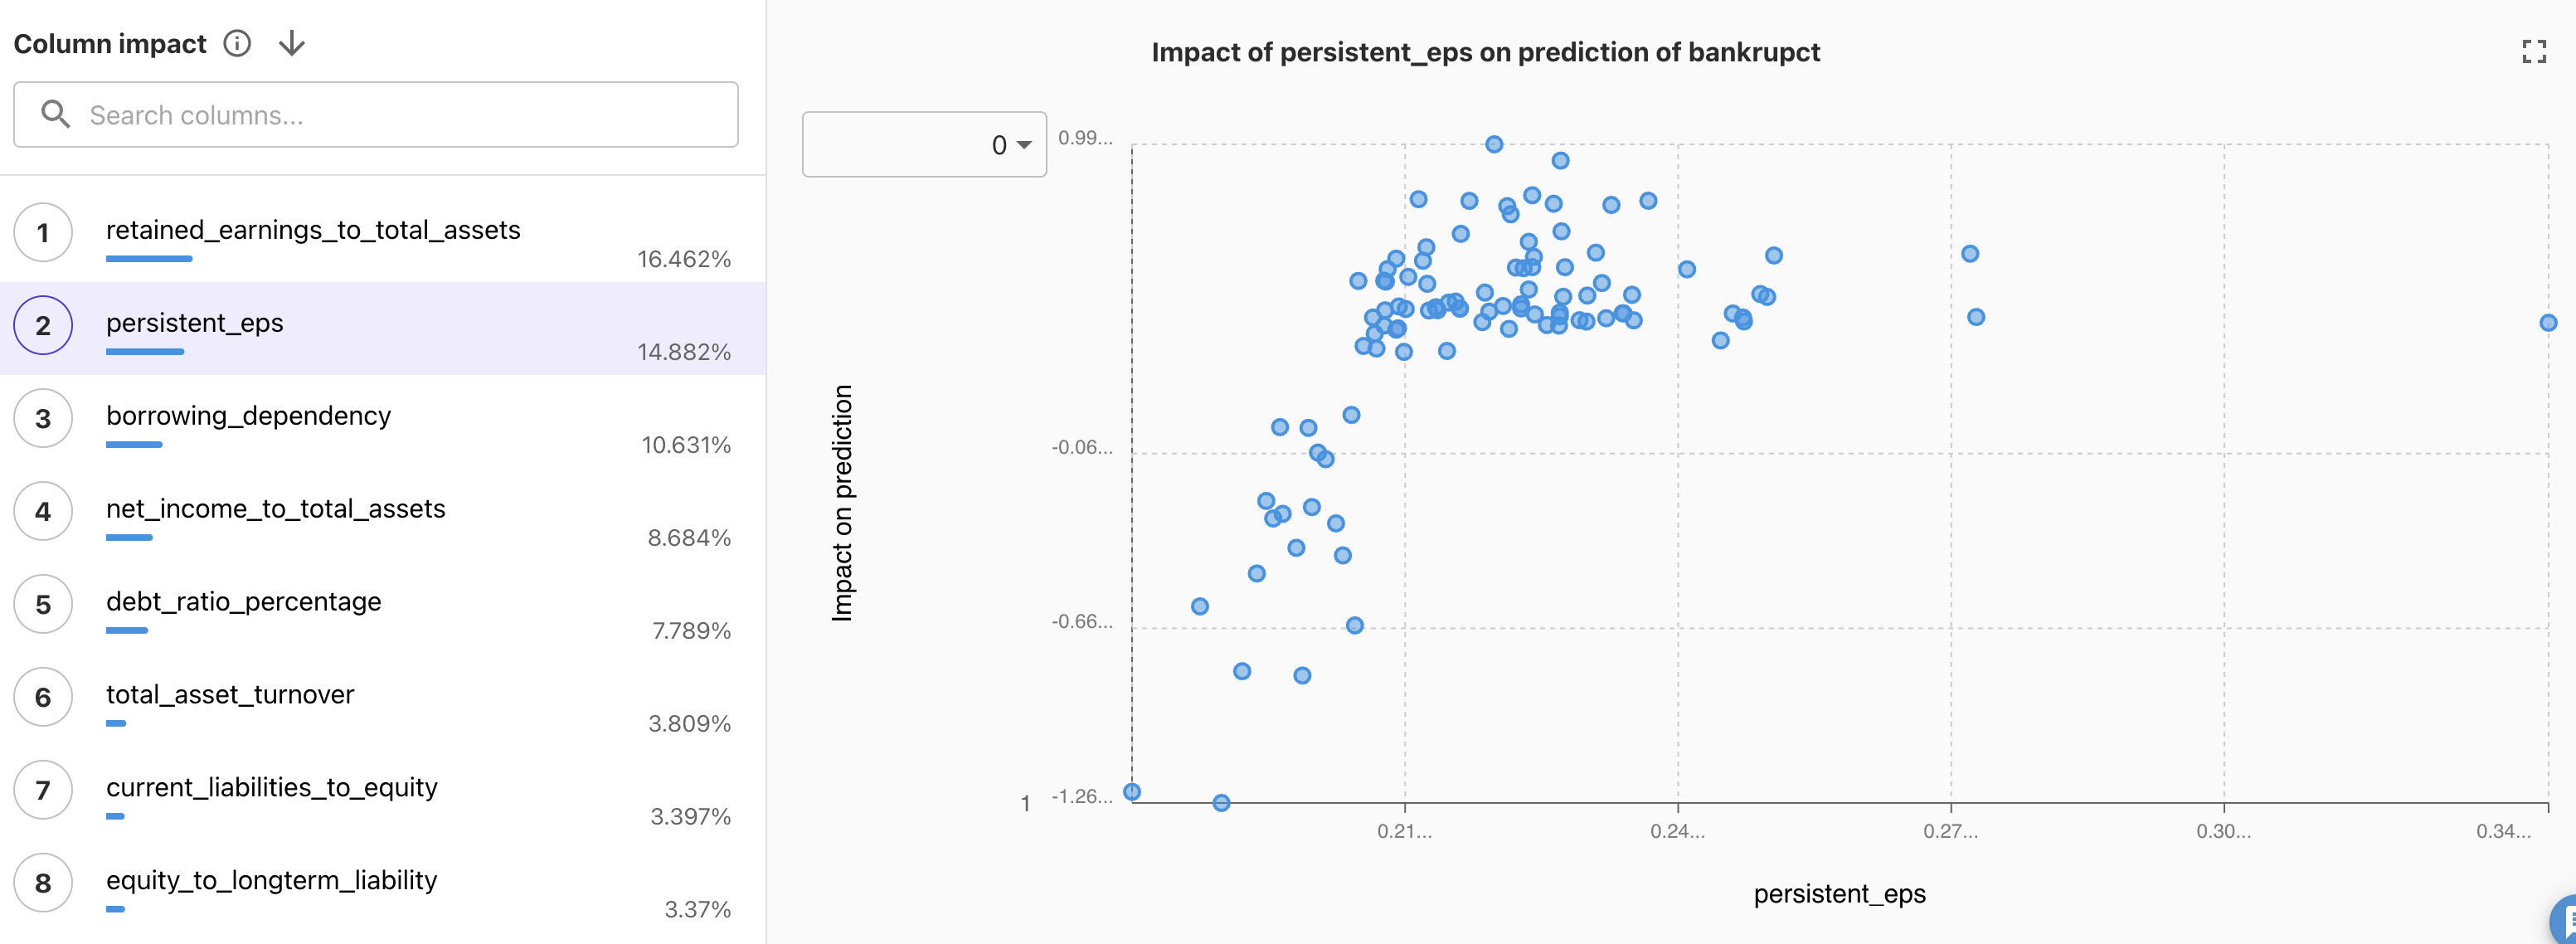 Column impact
Search columns...
1 retained_earnings_to_total_assets
16.462%
2 persistent_eps
14.882%
3 borrowing_dependency
10.631%
4 net_income_to_total_assets
8.684%
5 debt_ratio_percentage
7.789%
6 total_asset_turnover
3.809%
7 current_liabilities_to_equity
3.397%
8 equity_to_longterm_liability
3.37%
Impact of persistent_eps on prediction of bankrupct
0
0.99...
-0.06...
-0.66...
1 -1.26...
Impact on prediction
0.21... 0.24... 0.27... 0.30... 0.34...
persistent_eps